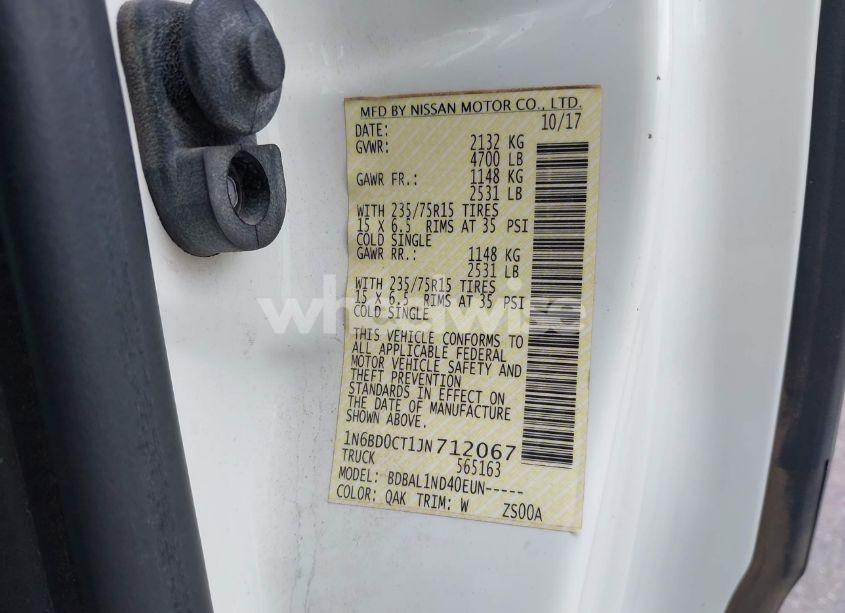 MFD BY NISSAN MOTOR CO., LTD.
DATE: 10/17
GVWR: 2132 KG
4700 LB
GAWR FR.: 1148 KG
2531 LB
WITH 235/75R15 TIRES
15 X 6.5 RIMS AT 35 PSI
COLD SINGLE
GAWR RR.: 1148 KG
2531 LB
WITH 235/75R15 TIRES
15 X 6.5 RIMS AT 35 PSI
COLD SINGLE
wheelwise
THIS VEHICLE CONFORMS TO
ALL APPLICABLE FEDERAL
MOTOR VEHICLE SAFETY AND
THEFT PREVENTION
STANDARDS IN EFFECT ON
THE DATE OF MANUFACTURE
SHOWN ABOVE.
1N6BD0CT1JN712067
TRUCK 565163
MODEL: BDBAL1ND40EUN-----
COLOR: QAK TRIM: W ZS00A